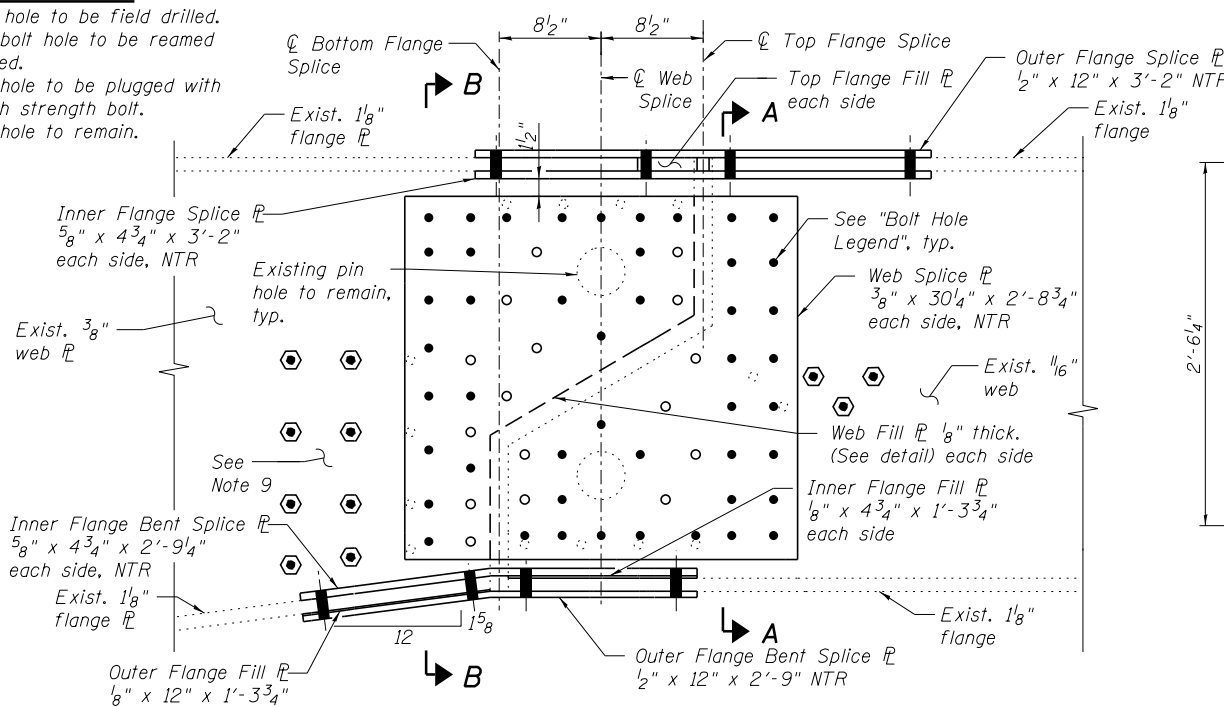 hole to be field drilled.
bolt hole to be reamed
ed.
hole to be plugged with
h strength bolt.
hole to remain.
8½"
8½"
℄ Bottom Flange
Splice
℄ Web
Splice
℄ Top Flange Splice
Top Flange Fill ⅊
each side
Outer Flange Splice ⅊
½" x 12" x 3'-2" NTR
B
A
Exist. 1⅛"
flange ⅊
1½"
Exist. 1⅛"
flange
Inner Flange Splice ⅊
⅝" x 4¾" x 3'-2"
each side, NTR
Existing pin
hole to remain,
typ.
See "Bolt Hole
Legend", typ.
Web Splice ⅊
⅜" x 30¼" x 2'-8¾"
each side, NTR
2'-6¼"
Exist. ⅜"
web ⅊
Exist. 11/16"
web
See
Note 9
Web Fill ⅊ ⅛" thick.
(See detail) each side
Inner Flange Fill ⅊
⅛" x 4¾" x 1'-3¾"
each side
Inner Flange Bent Splice ⅊
⅝" x 4¾" x 2'-9¼"
each side, NTR
Exist. 1⅛"
flange ⅊
12
1⅝
Exist. 1⅛"
flange
Outer Flange Fill ⅊
⅛" x 12" x 1'-3¾"
B
A
Outer Flange Bent Splice ⅊
½" x 12" x 2'-9" NTR